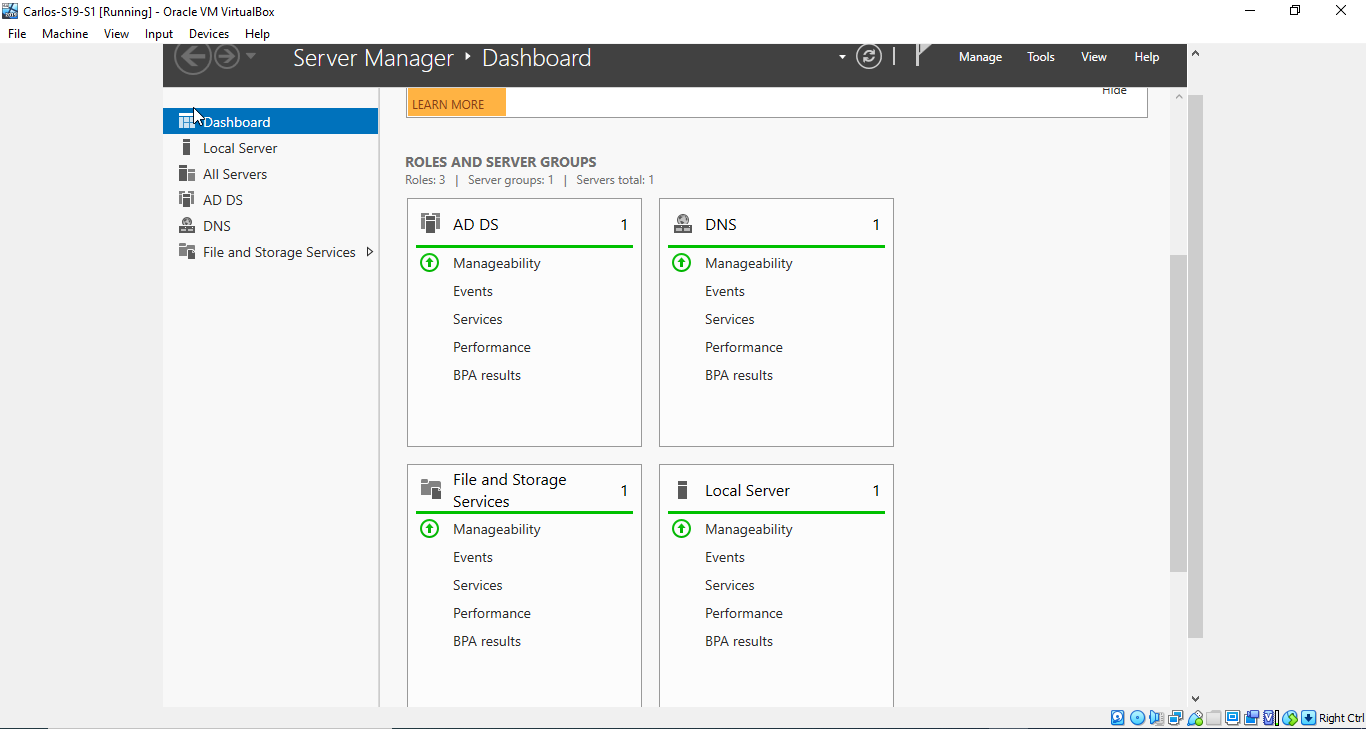 Carlos-S19-S1 [Running] - Oracle VM VirtualBox
File Machine View Input Devices Help
Server Manager ‣ Dashboard
Manage Tools View Help
Dashboard
Local Server
All Servers
AD DS
DNS
File and Storage Services
LEARN MORE
Hide
ROLES AND SERVER GROUPS
Roles: 3 | Server groups: 1 | Servers total: 1
AD DS 1
Manageability
Events
Services
Performance
BPA results
DNS 1
Manageability
Events
Services
Performance
BPA results
File and Storage
Services 1
Manageability
Events
Services
Performance
BPA results
Local Server 1
Manageability
Events
Services
Performance
BPA results
Right Ctrl